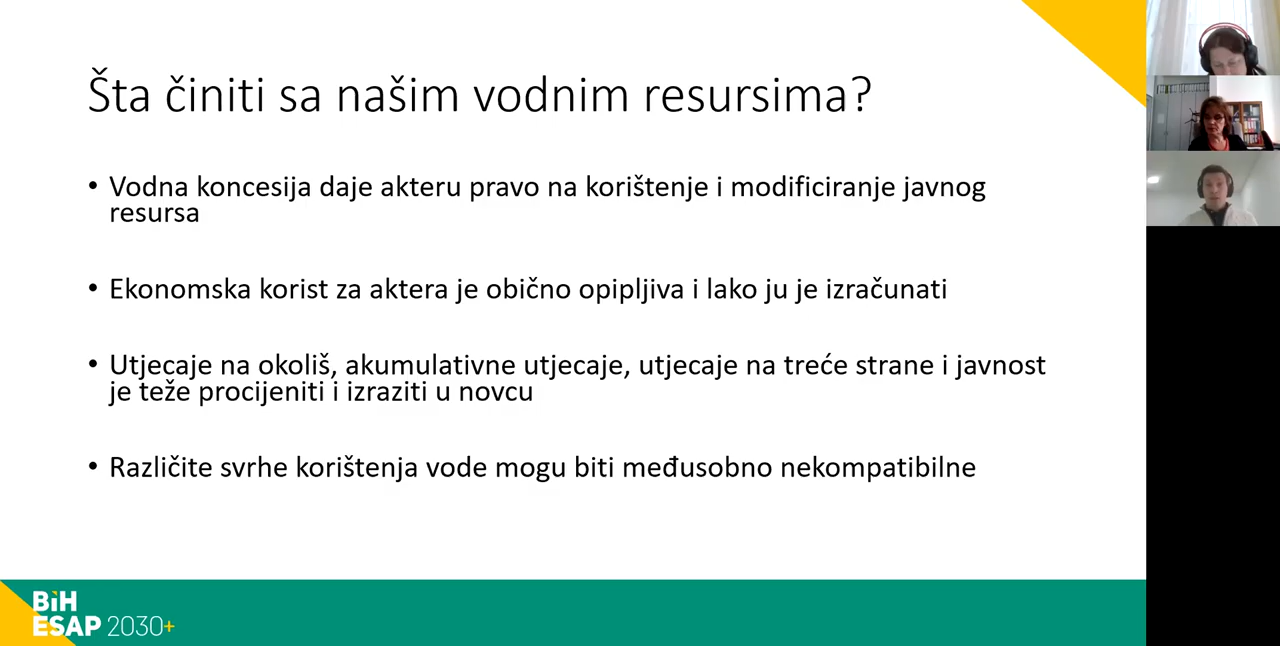 Šta činiti sa našim vodnim resursima?
• Vodna koncesija daje akteru pravo na korištenje i modificiranje javnog
resursa
• Ekonomska korist za aktera je obično opipljiva i lako ju je izračunati
• Utjecaje na okoliš, akumulativne utjecaje, utjecaje na treće strane i javnost
je teže procijeniti i izraziti u novcu
• Različite svrhe korištenja vode mogu biti međusobno nekompatibilne
BiH
ESAP 2030+